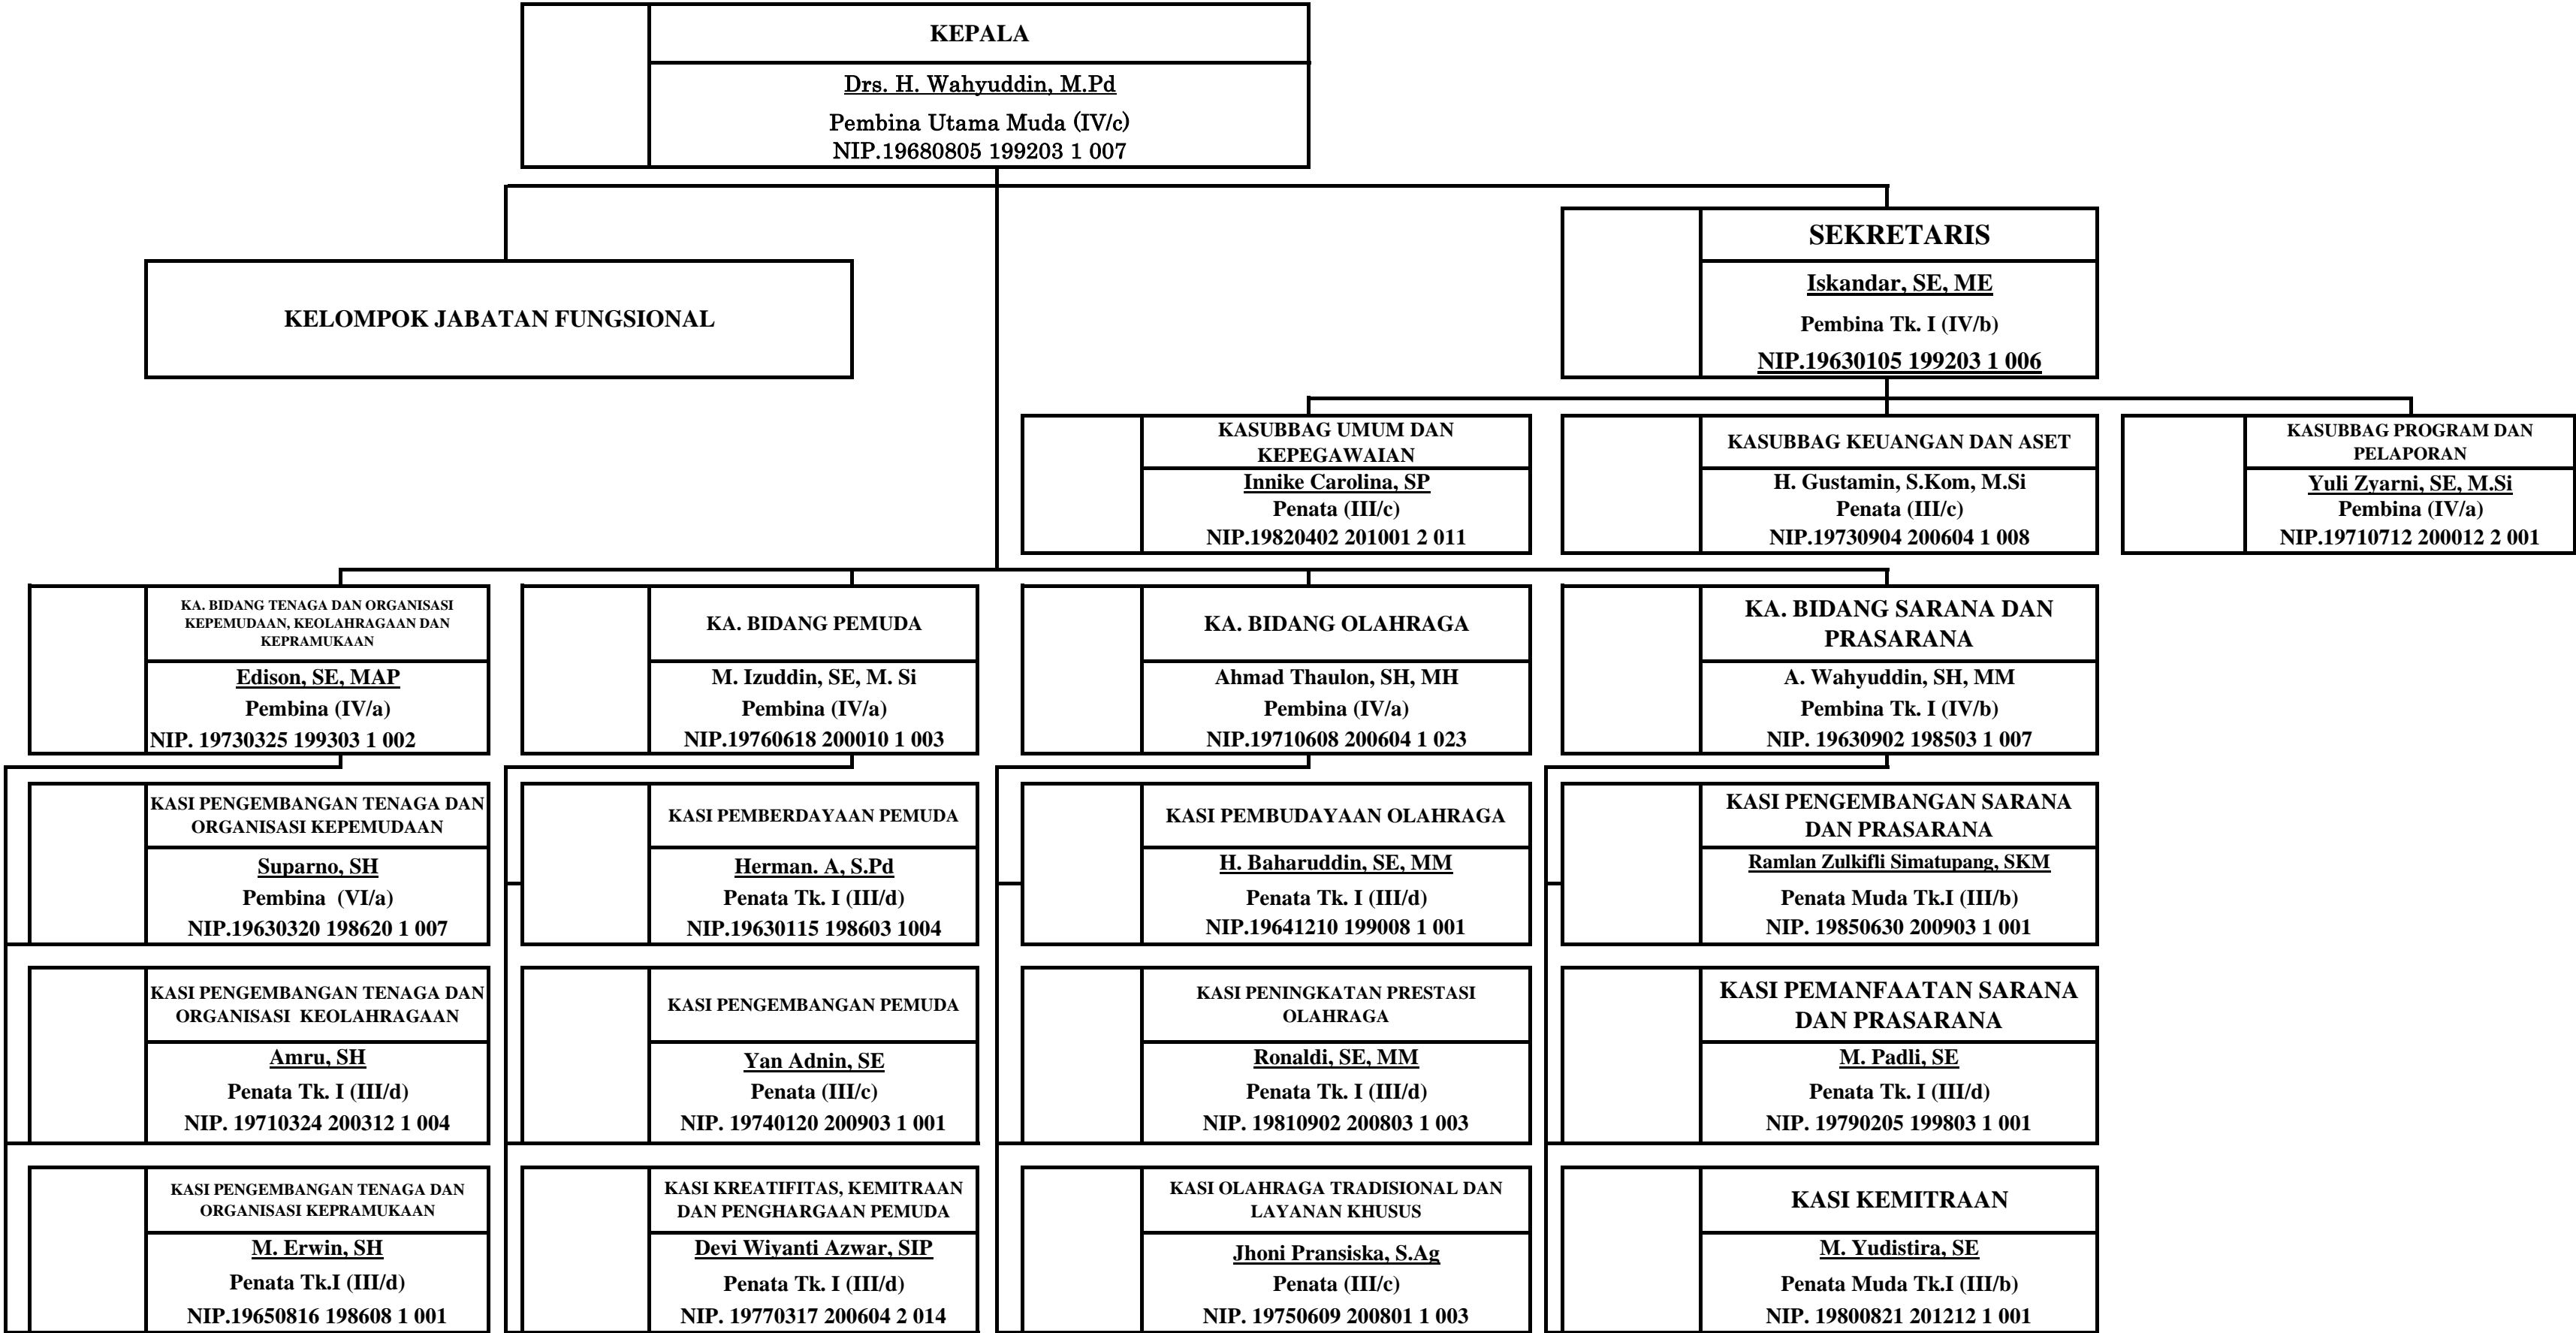 KEPALA
Drs. H. Wahyuddin, M.Pd
Pembina Utama Muda (IV/c)
NIP.19680805 199203 1 007
SEKRETARIS
Iskandar, SE, ME
Pembina Tk. I (IV/b)
NIP.19630105 199203 1 006
KELOMPOK JABATAN FUNGSIONAL
KASUBBAG UMUM DAN
KEPEGAWAIAN
Innike Carolina, SP
Penata (III/c)
NIP.19820402 201001 2 011
KASUBBAG KEUANGAN DAN ASET
H. Gustamin, S.Kom, M.Si
Penata (III/c)
NIP.19730904 200604 1 008
KASUBBAG PROGRAM DAN
PELAPORAN
Yuli Zyarni, SE, M.Si
Pembina (IV/a)
NIP.19710712 200012 2 001
KA. BIDANG TENAGA DAN ORGANISASI
KEPEMUDAAN, KEOLAHRAGAAN DAN
KEPRAMUKAAN
Edison, SE, MAP
Pembina (IV/a)
NIP. 19730325 199303 1 002
KA. BIDANG PEMUDA
M. Izuddin, SE, M. Si
Pembina (IV/a)
NIP.19760618 200010 1 003
KA. BIDANG OLAHRAGA
Ahmad Thaulon, SH, MH
Pembina (IV/a)
NIP.19710608 200604 1 023
KA. BIDANG SARANA DAN
PRASARANA
A. Wahyuddin, SH, MM
Pembina Tk. I (IV/b)
NIP. 19630902 198503 1 007
KASI PENGEMBANGAN TENAGA DAN
ORGANISASI KEPEMUDAAN
Suparno, SH
Pembina  (VI/a)
NIP.19630320 198620 1 007
KASI PEMBERDAYAAN PEMUDA
Herman. A, S.Pd
Penata Tk. I (III/d)
NIP.19630115 198603 1004
KASI PEMBUDAYAAN OLAHRAGA
H. Baharuddin, SE, MM
Penata Tk. I (III/d)
NIP.19641210 199008 1 001
KASI PENGEMBANGAN SARANA
DAN PRASARANA
Ramlan Zulkifli Simatupang, SKM
Penata Muda Tk.I (III/b)
NIP. 19850630 200903 1 001
KASI PENGEMBANGAN TENAGA DAN
ORGANISASI  KEOLAHRAGAAN
Amru, SH
Penata Tk. I (III/d)
NIP. 19710324 200312 1 004
KASI PENGEMBANGAN PEMUDA
Yan Adnin, SE
Penata (III/c)
NIP. 19740120 200903 1 001
KASI PENINGKATAN PRESTASI
OLAHRAGA
Ronaldi, SE, MM
Penata Tk. I (III/d)
NIP. 19810902 200803 1 003
KASI PEMANFAATAN SARANA
DAN PRASARANA
M. Padli, SE
Penata Tk. I (III/d)
NIP. 19790205 199803 1 001
KASI PENGEMBANGAN TENAGA DAN
ORGANISASI KEPRAMUKAAN
M. Erwin, SH
Penata Tk.I (III/d)
NIP.19650816 198608 1 001
KASI KREATIFITAS, KEMITRAAN
DAN PENGHARGAAN PEMUDA
Devi Wiyanti Azwar, SIP
Penata Tk. I (III/d)
NIP. 19770317 200604 2 014
KASI OLAHRAGA TRADISIONAL DAN
LAYANAN KHUSUS
Jhoni Pransiska, S.Ag
Penata (III/c)
NIP. 19750609 200801 1 003
KASI KEMITRAAN
M. Yudistira, SE
Penata Muda Tk.I (III/b)
NIP. 19800821 201212 1 001